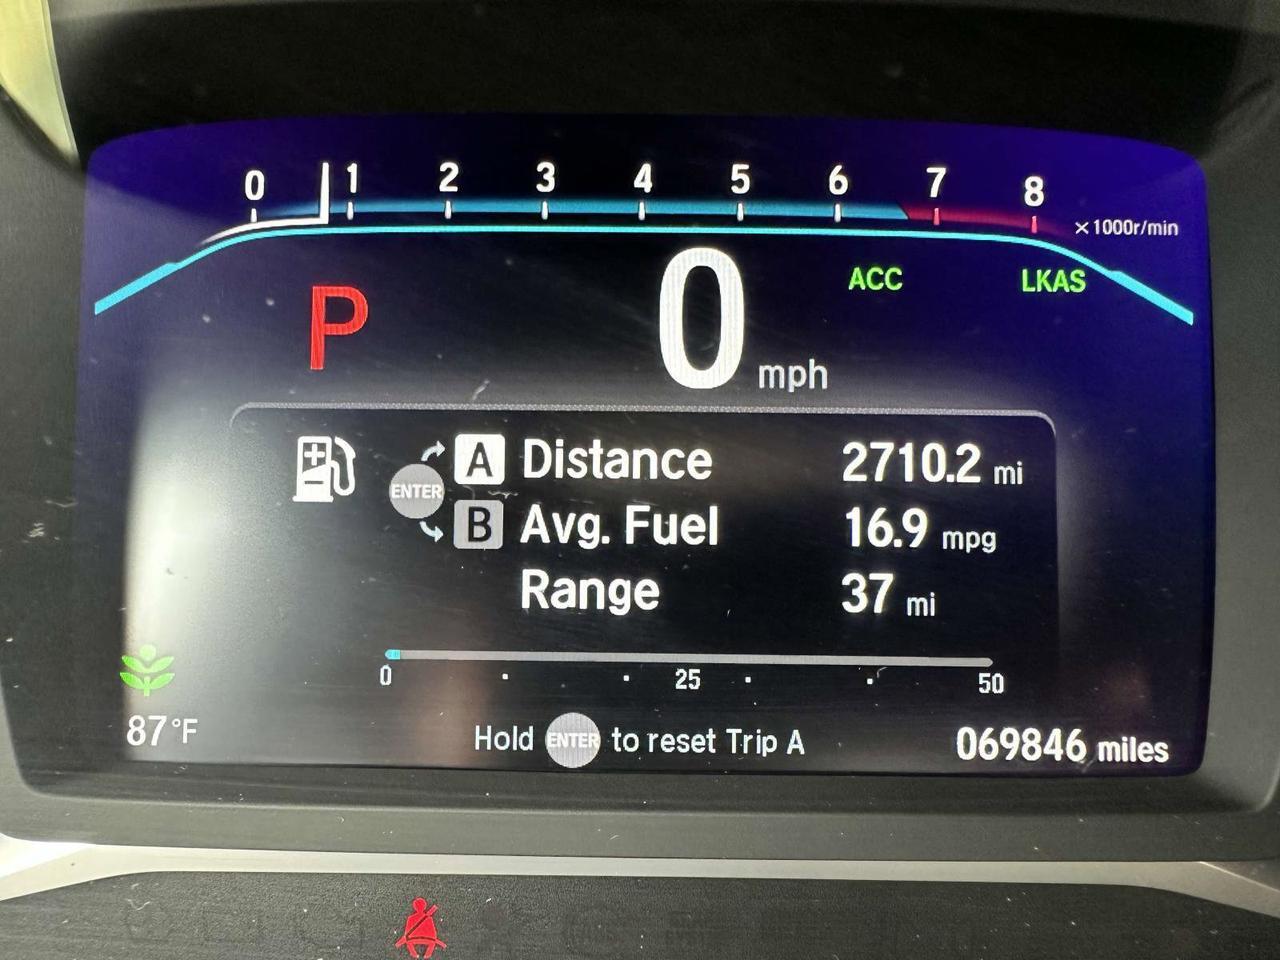 0 1 2 3 4 5 6 7 8
×1000r/min
P 0 mph ACC LKAS
A Distance 2710.2 mi
ENTER
B Avg. Fuel 16.9 mpg
Range 37 mi
0 25 50
87°F Hold ENTER to reset Trip A 069846 miles